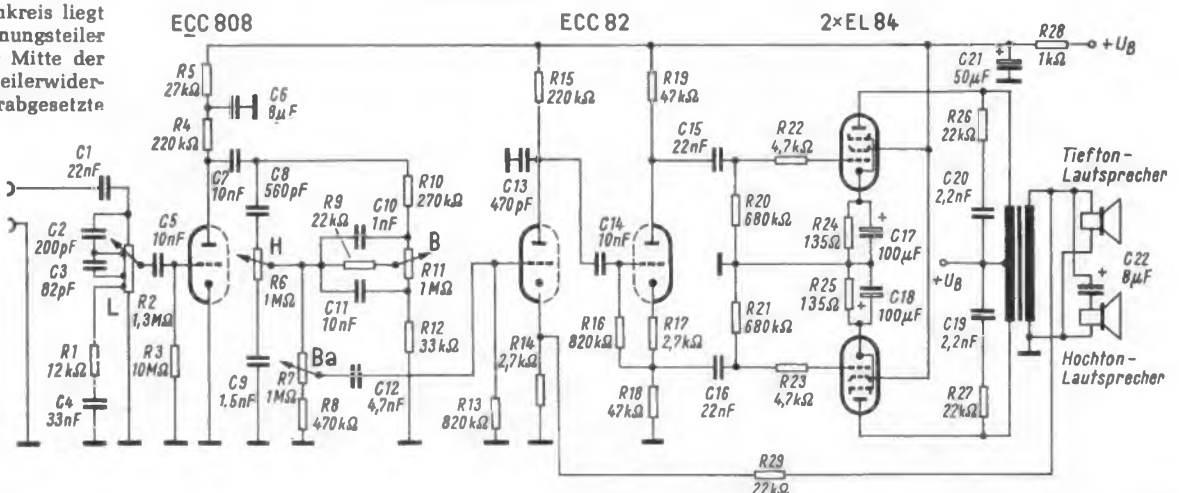 nkreis liegt
nungsteiler
Mitte der
eilerwider-
rabgesetzte
ECC 808
ECC 82
2×EL 84
R5
27kΩ
C6
8µF
R4
220kΩ
C1
22nF
C2
200pF
C3
82pF
C5
10nF
L
R2
1,3MΩ
R1
12kΩ
C4
33nF
R3
10MΩ
C7
10nF
C8
560pF
H
R6
1MΩ
C9
1,5nF
R9
22kΩ
C10
1nF
C11
10nF
R10
270kΩ
B
R11
1MΩ
R12
33kΩ
Ba
R7
1MΩ
R8
470kΩ
C12
4,7nF
R13
820kΩ
R15
220kΩ
C13
470pF
R14
2,7kΩ
C14
10nF
R16
820kΩ
R19
47kΩ
R17
2,7kΩ
R18
47kΩ
C15
22nF
C16
22nF
R20
680kΩ
R21
680kΩ
R22
4,7kΩ
R23
4,7kΩ
R24
135Ω
R25
135Ω
+
C17
100µF
C18
100µF
+
+
C21
50µF
R28
1kΩ
+UB
R26
22kΩ
C20
2,2nF
+UB
C19
2,2nF
R27
22kΩ
Tiefton-
Lautsprecher
C22
8µF
+
Hochton-
Lautsprecher
R29
22kΩ